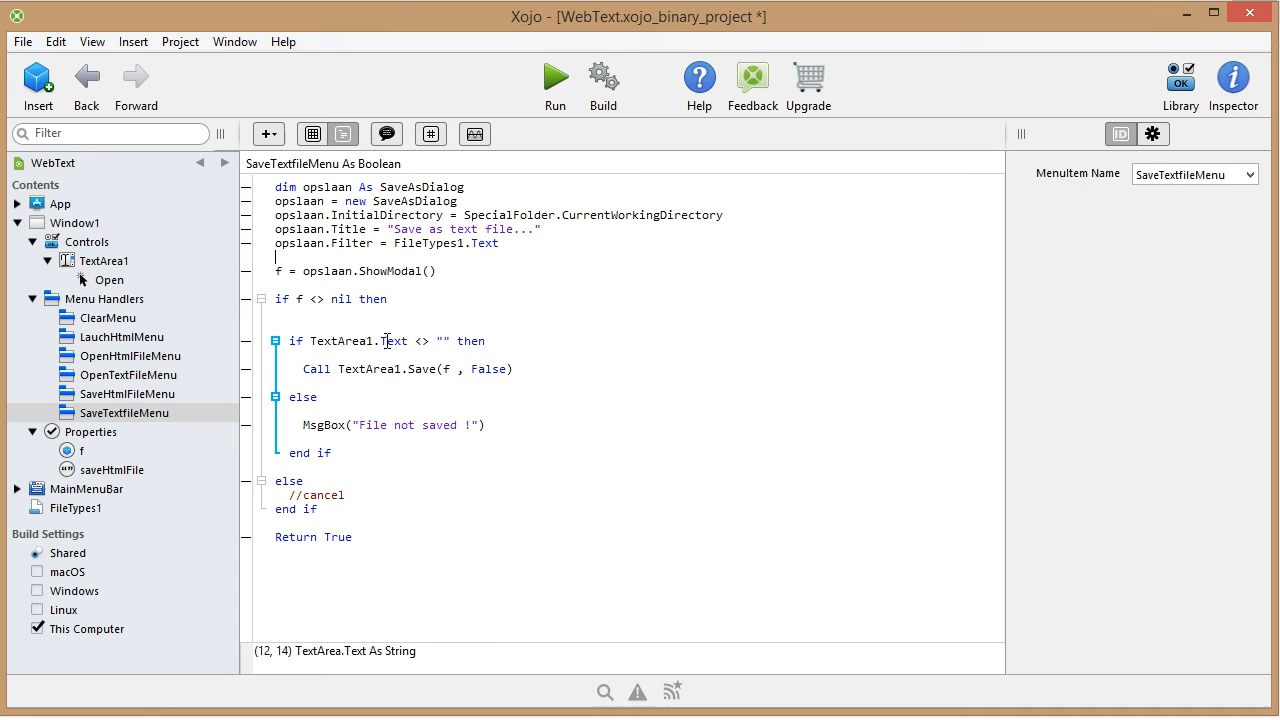 Xojo - [WebText.xojo_binary_project *]
File Edit View Insert Project Window Help
Insert Back Forward Run Build Help Feedback Upgrade OK Library Inspector
Filter
ID
WebText
SaveTextfileMenu As Boolean
MenuItem Name SaveTextfileMenu
Contents
App
Window1
Controls
TextArea1
Open
Menu Handlers
ClearMenu
LauchHtmlMenu
OpenHtmlFileMenu
OpenTextFileMenu
SaveHtmlFileMenu
SaveTextfileMenu
Properties
f
saveHtmlFile
MainMenuBar
FileTypes1
Build Settings
Shared
macOS
Windows
Linux
This Computer
dim opslaan As SaveAsDialog
opslaan = new SaveAsDialog
opslaan.InitialDirectory = SpecialFolder.CurrentWorkingDirectory
opslaan.Title = "Save as text file..."
opslaan.Filter = FileTypes1.Text
f = opslaan.ShowModal()
if f <> nil then
if TextArea1.Text <> "" then
Call TextArea1.Save(f , False)
else
MsgBox("File not saved !")
end if
else
//cancel
end if
Return True
(12, 14) TextArea.Text As String